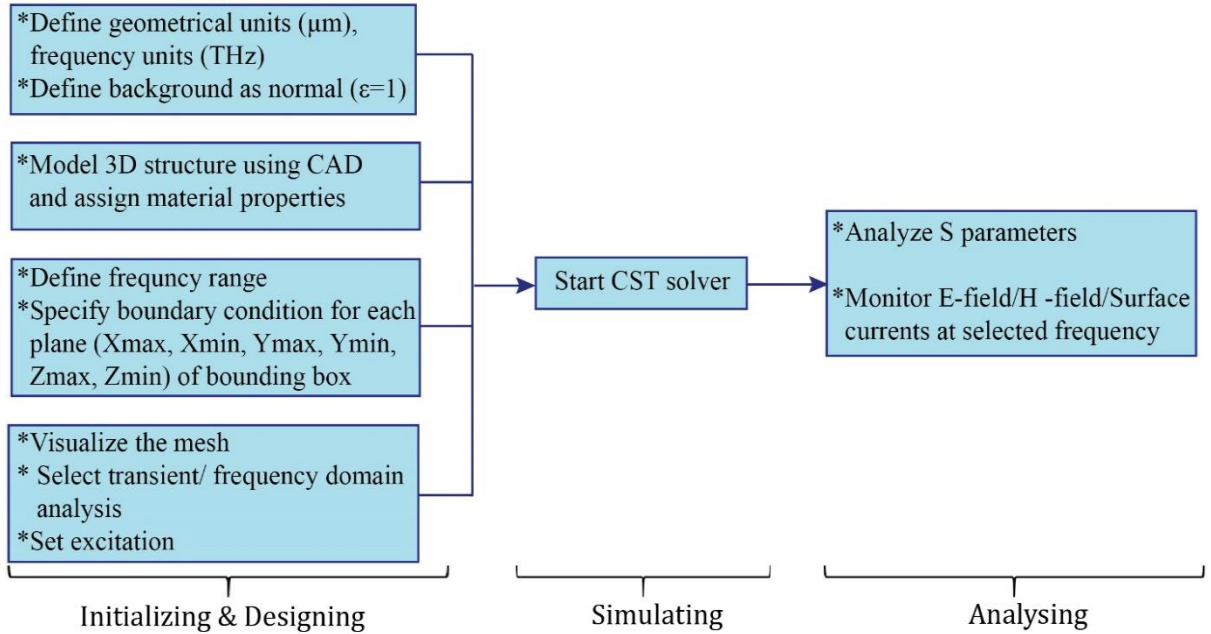 *Define geometrical units (μm),
frequency units (THz)
*Define background as normal (ε=1)
*Model 3D structure using CAD
and assign material properties
*Define frequncy range
*Specify boundary condition for each
plane (Xmax, Xmin, Ymax, Ymin,
Zmax, Zmin) of bounding box
*Visualize the mesh
* Select transient/ frequency domain
analysis
*Set excitation
Start CST solver
*Analyze S parameters
*Monitor E-field/H -field/Surface
currents at selected frequency
Initializing & Designing
Simulating
Analysing